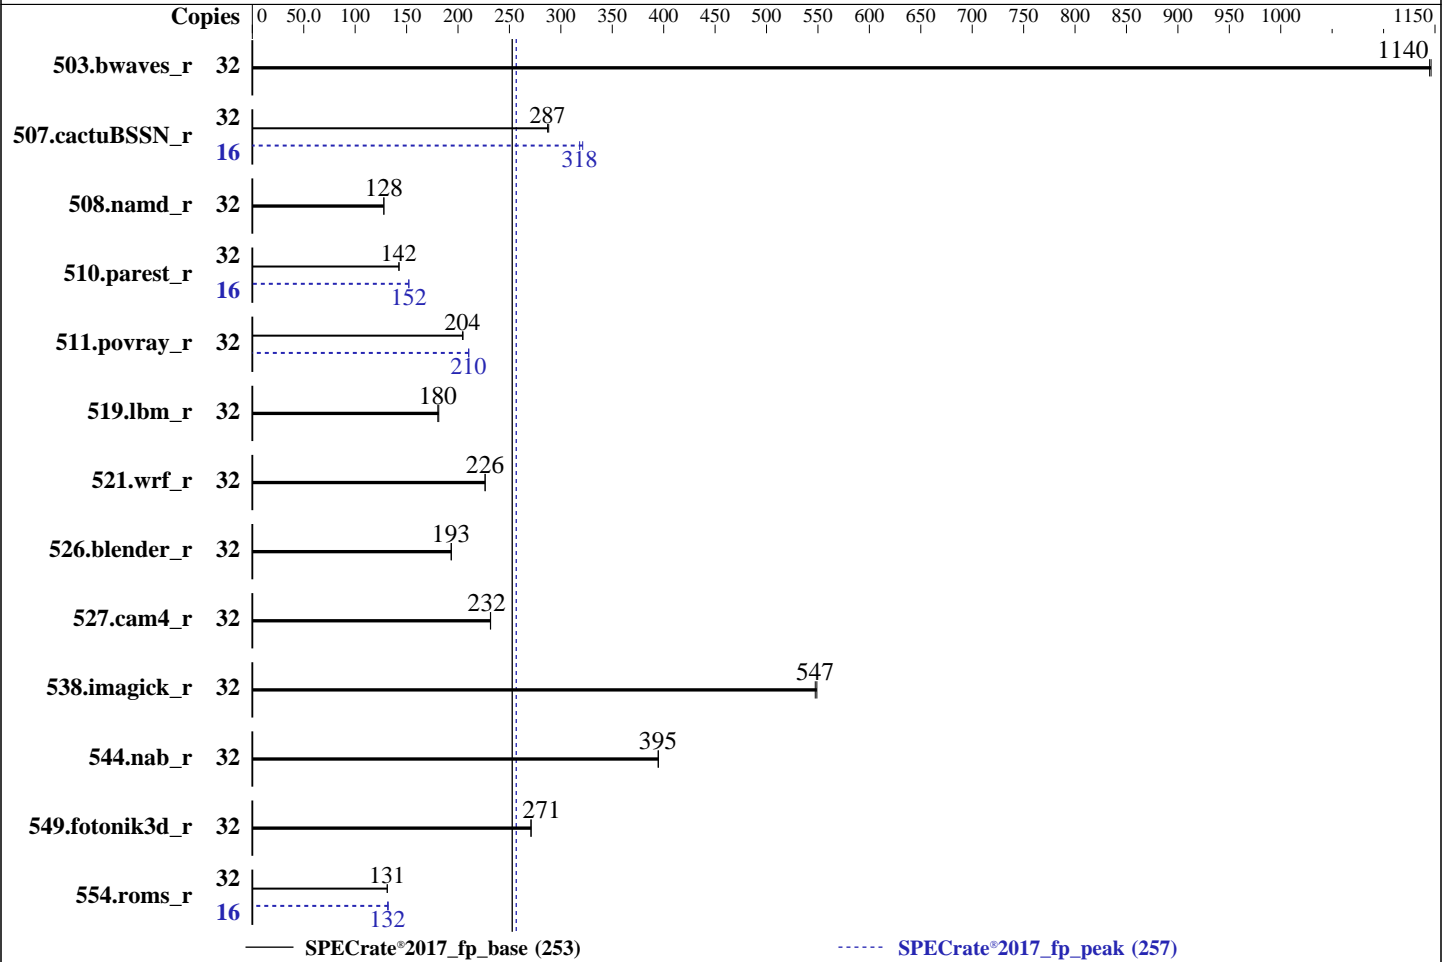 Copies 0 50.0 100 150 200 250 300 350 400 450 500 550 600 650 700 750 800 850 900 950 1000 1150
1140
503.bwaves_r 32
32 287
507.cactuBSSN_r
16 318
128
508.namd_r 32
32 142
510.parest_r
16 152
204
511.povray_r 32
210
180
519.lbm_r 32
226
521.wrf_r 32
193
526.blender_r 32
232
527.cam4_r 32
547
538.imagick_r 32
395
544.nab_r 32
271
549.fotonik3d_r 32
32 131
554.roms_r
16 132
SPECrate®2017_fp_base (253) SPECrate®2017_fp_peak (257)